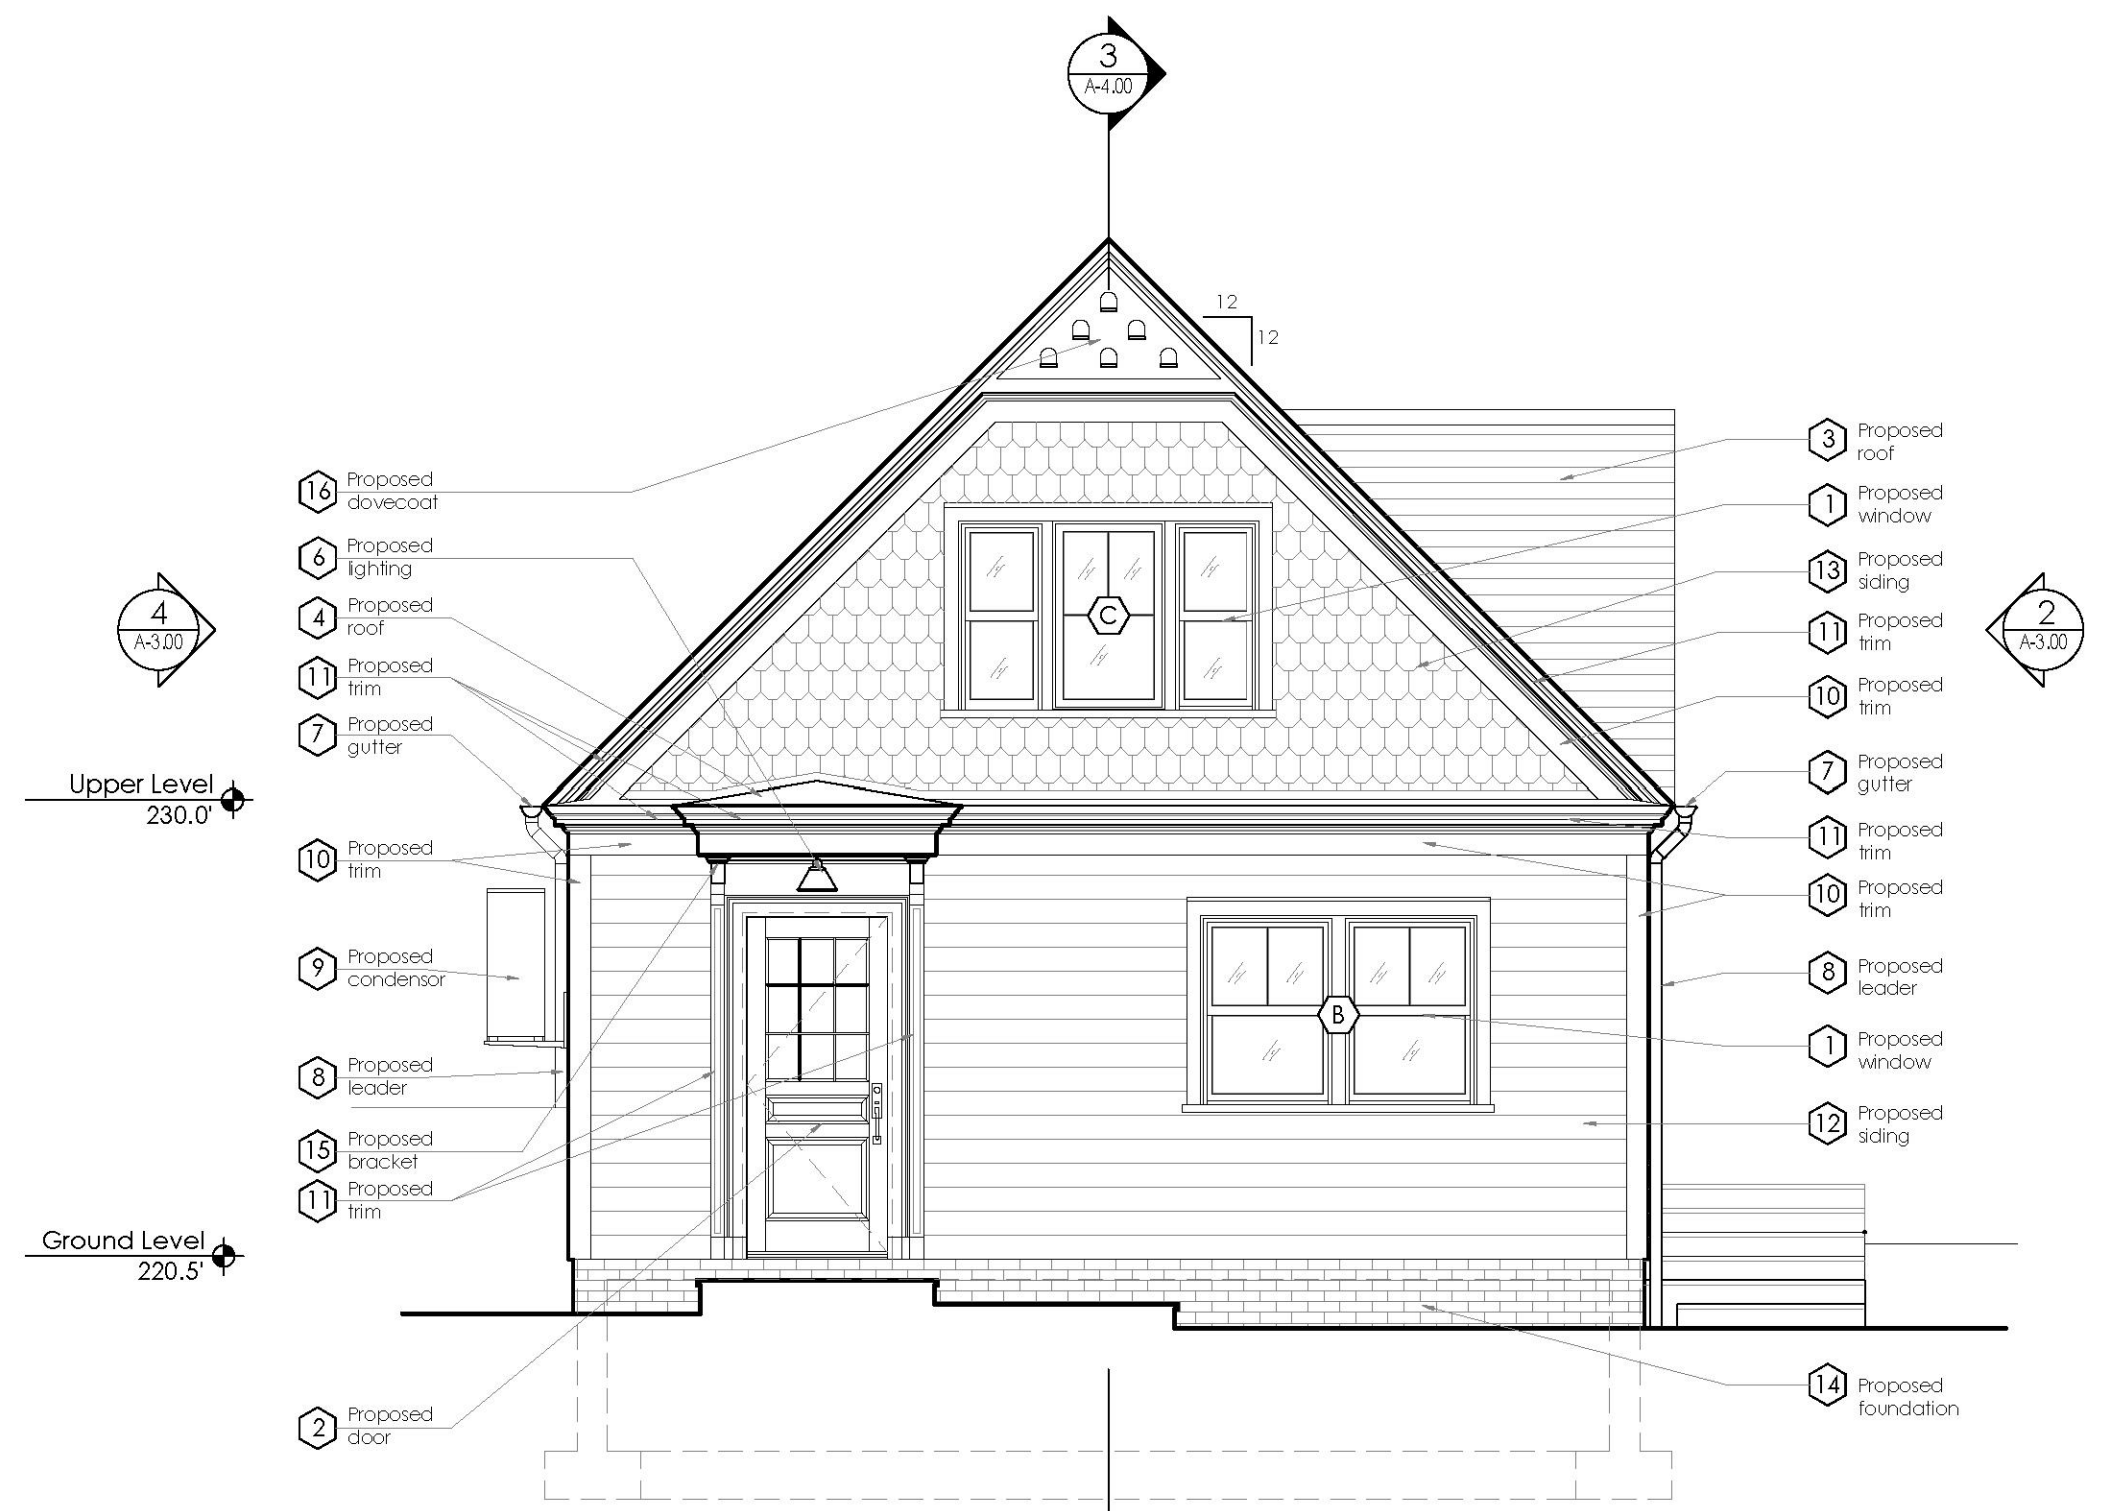 3
A-4.00
12
12
16 Proposed
dovecoat
6 Proposed
lighting
4 Proposed
roof
11 Proposed
trim
7 Proposed
gutter
4
A-3.00
Upper Level
230.0'
10 Proposed
trim
9 Proposed
condensor
8 Proposed
leader
15 Proposed
bracket
11 Proposed
trim
Ground Level
220.5'
2 Proposed
door
C
B
3 Proposed
roof
1 Proposed
window
13 Proposed
siding
11 Proposed
trim
10 Proposed
trim
2
A-3.00
7 Proposed
gutter
11 Proposed
trim
10 Proposed
trim
8 Proposed
leader
1 Proposed
window
12 Proposed
siding
14 Proposed
foundation